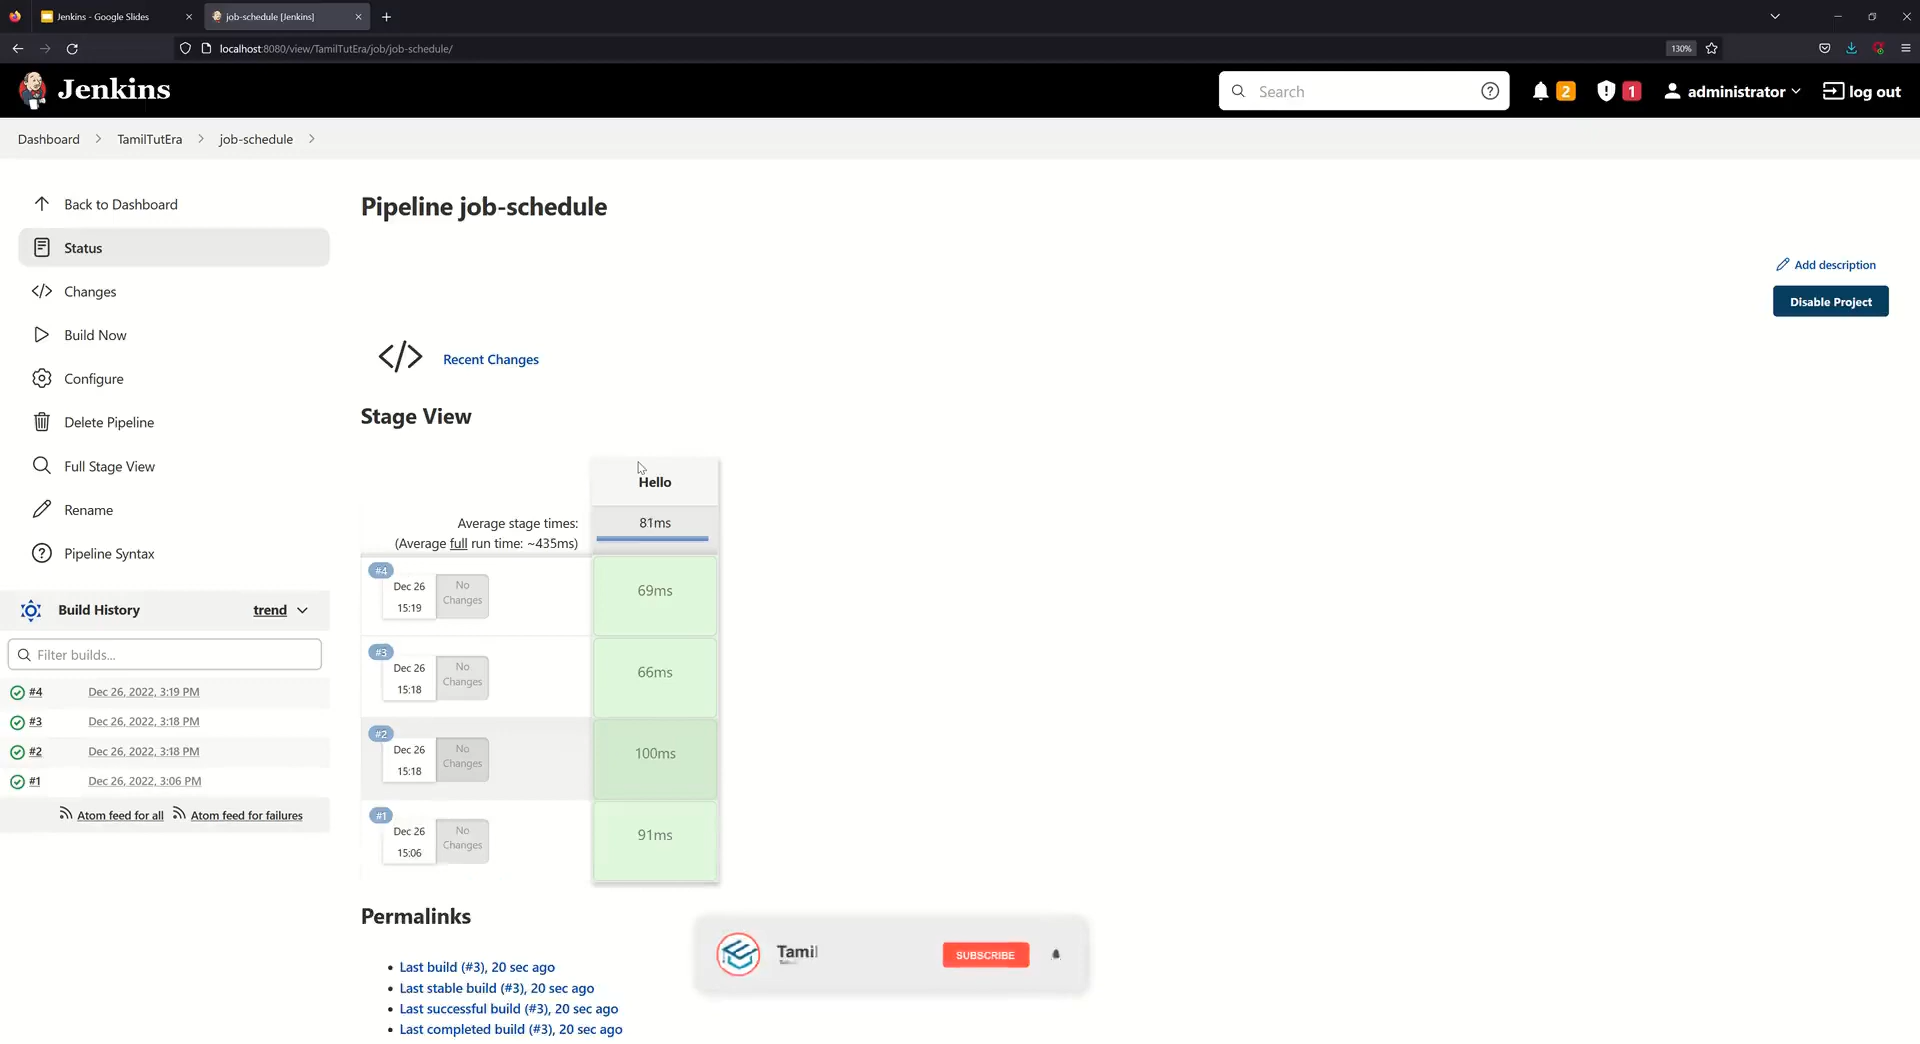 Jenkins - Google Slides
job-schedule [Jenkins]
localhost:8080/view/TamilTutEra/job/job-schedule/
130%
Jenkins
Search
2
1
administrator
log out
Dashboard
TamilTutEra
job-schedule
Back to Dashboard
Status
Changes
Build Now
Configure
Delete Pipeline
Full Stage View
Rename
Pipeline Syntax
Build History
trend
Filter builds...
#4 Dec 26, 2022, 3:19 PM
#3 Dec 26, 2022, 3:18 PM
#2 Dec 26, 2022, 3:18 PM
#1 Dec 26, 2022, 3:06 PM
Atom feed for all Atom feed for failures
Pipeline job-schedule
Add description
Disable Project
Recent Changes
Stage View
Hello
Average stage times:
81ms
(Average full run time: ~435ms)
#4
Dec 26
15:19
No
Changes
69ms
#3
Dec 26
15:18
No
Changes
66ms
#2
Dec 26
15:18
No
Changes
100ms
#1
Dec 26
15:06
No
Changes
91ms
Permalinks
Last build (#3), 20 sec ago
Last stable build (#3), 20 sec ago
Last successful build (#3), 20 sec ago
Last completed build (#3), 20 sec ago
Tamil
SUBSCRIBE